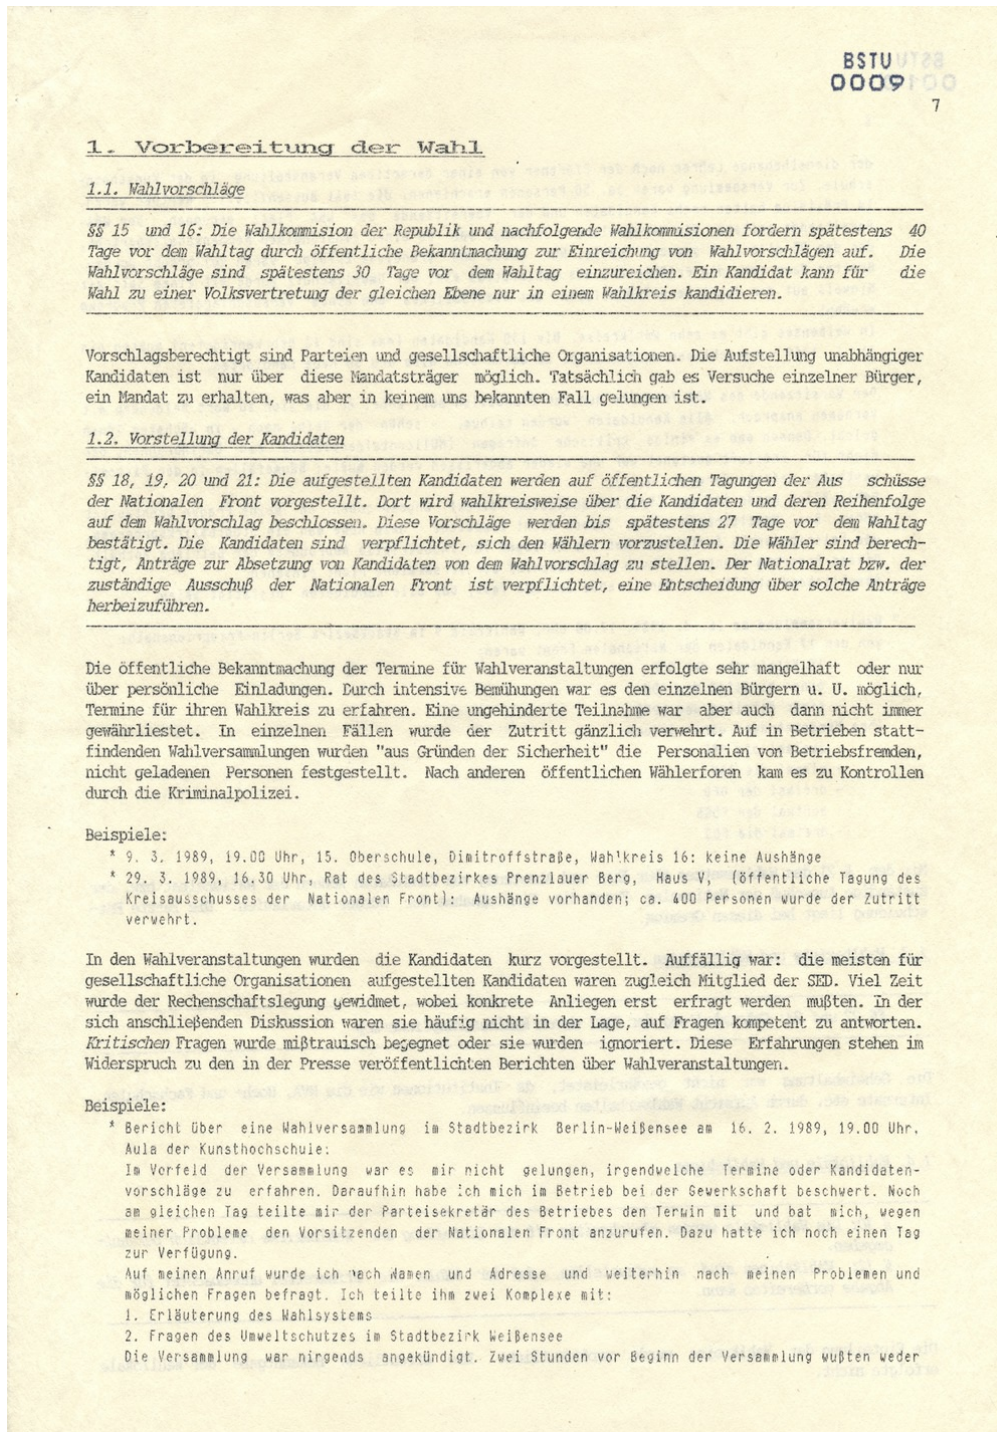 BSTU
0009
7
1. Vorbereitung der Wahl
1.1. Wahlvorschläge
§§ 15 und 16: Die Wahlkommision der Republik und nachfolgende Wahlkommisionen fordern spätestens 40
Tage vor dem Wahltag durch öffentliche Bekanntmachung zur Einreichung von Wahlvorschlägen auf. Die
Wahlvorschläge sind spätestens 30 Tage vor dem Wahltag einzureichen. Ein Kandidat kann für die
Wahl zu einer Volksvertretung der gleichen Ebene nur in einem Wahlkreis kandidieren.
Vorschlagsberechtigt sind Parteien und gesellschaftliche Organisationen. Die Aufstellung unabhängiger
Kandidaten ist nur über diese Mandatsträger möglich. Tatsächlich gab es Versuche einzelner Bürger,
ein Mandat zu erhalten, was aber in keinem uns bekannten Fall gelungen ist.
1.2. Vorstellung der Kandidaten
§§ 18, 19, 20 und 21: Die aufgestellten Kandidaten werden auf öffentlichen Tagungen der Aus schüsse
der Nationalen Front vorgestellt. Dort wird wahlkreisweise über die Kandidaten und deren Reihenfolge
auf dem Wahlvorschlag beschlossen. Diese Vorschläge werden bis spätestens 27 Tage vor dem Wahltag
bestätigt. Die Kandidaten sind verpflichtet, sich den Wählern vorzustellen. Die Wähler sind berech-
tigt, Anträge zur Absetzung von Kandidaten von dem Wahlvorschlag zu stellen. Der Nationalrat bzw. der
zuständige Ausschuß der Nationalen Front ist verpflichtet, eine Entscheidung über solche Anträge
herbeizuführen.
Die öffentliche Bekanntmachung der Termine für Wahlveranstaltungen erfolgte sehr mangelhaft oder nur
über persönliche Einladungen. Durch intensive Bemühungen war es den einzelnen Bürgern u. U. möglich,
Termine für ihren Wahlkreis zu erfahren. Eine ungehinderte Teilnahme war aber auch dann nicht immer
gewährliestet. In einzelnen Fällen wurde der Zutritt gänzlich verwehrt. Auf in Betrieben statt-
findenden Wahlversammlungen wurden "aus Gründen der Sicherheit" die Personalien von Betriebsfremden,
nicht geladenen Personen festgestellt. Nach anderen öffentlichen Wählerforen kam es zu Kontrollen
durch die Kriminalpolizei.
Beispiele:
* 9. 3. 1989, 19.00 Uhr, 15. Oberschule, Dimitroffstraße, Wahlkreis 16: keine Aushänge
* 29. 3. 1989, 16.30 Uhr, Rat des Stadtbezirkes Prenzlauer Berg, Haus V, (öffentliche Tagung des
Kreisausschusses der Nationalen Front): Aushänge vorhanden; ca. 400 Personen wurde der Zutritt
verwehrt.
In den Wahlveranstaltungen wurden die Kandidaten kurz vorgestellt. Auffällig war: die meisten für
gesellschaftliche Organisationen aufgestellten Kandidaten waren zugleich Mitglied der SED. Viel Zeit
wurde der Rechenschaftslegung gewidmet, wobei konkrete Anliegen erst erfragt werden mußten. In der
sich anschließenden Diskussion waren sie häufig nicht in der Lage, auf Fragen kompetent zu antworten.
Kritischen Fragen wurde mißtrauisch begegnet oder sie wurden ignoriert. Diese Erfahrungen stehen im
Widerspruch zu den in der Presse veröffentlichten Berichten über Wahlveranstaltungen.
Beispiele:
* Bericht über eine Wahlversammlung im Stadtbezirk Berlin-Weißensee am 16. 2. 1989, 19.00 Uhr,
Aula der Kunsthochschule:
Im Vorfeld der Versammlung war es mir nicht gelungen, irgendwelche Termine oder Kandidaten-
vorschläge zu erfahren. Daraufhin habe ich mich im Betrieb bei der Gewerkschaft beschwert. Noch
am gleichen Tag teilte mir der Parteisekretär des Betriebes den Termin mit und bat mich, wegen
meiner Probleme den Vorsitzenden der Nationalen Front anzurufen. Dazu hatte ich noch einen Tag
zur Verfügung.
Auf meinen Anruf wurde ich nach Namen und Adresse und weiterhin nach meinen Problemen und
möglichen Fragen befragt. Ich teilte ihm zwei Komplexe mit:
1. Erläuterung des Wahlsystems
2. Fragen des Umweltschutzes im Stadtbezirk Weißensee
Die Versammlung war nirgends angekündigt. Zwei Stunden vor Beginn der Versammlung wußten weder